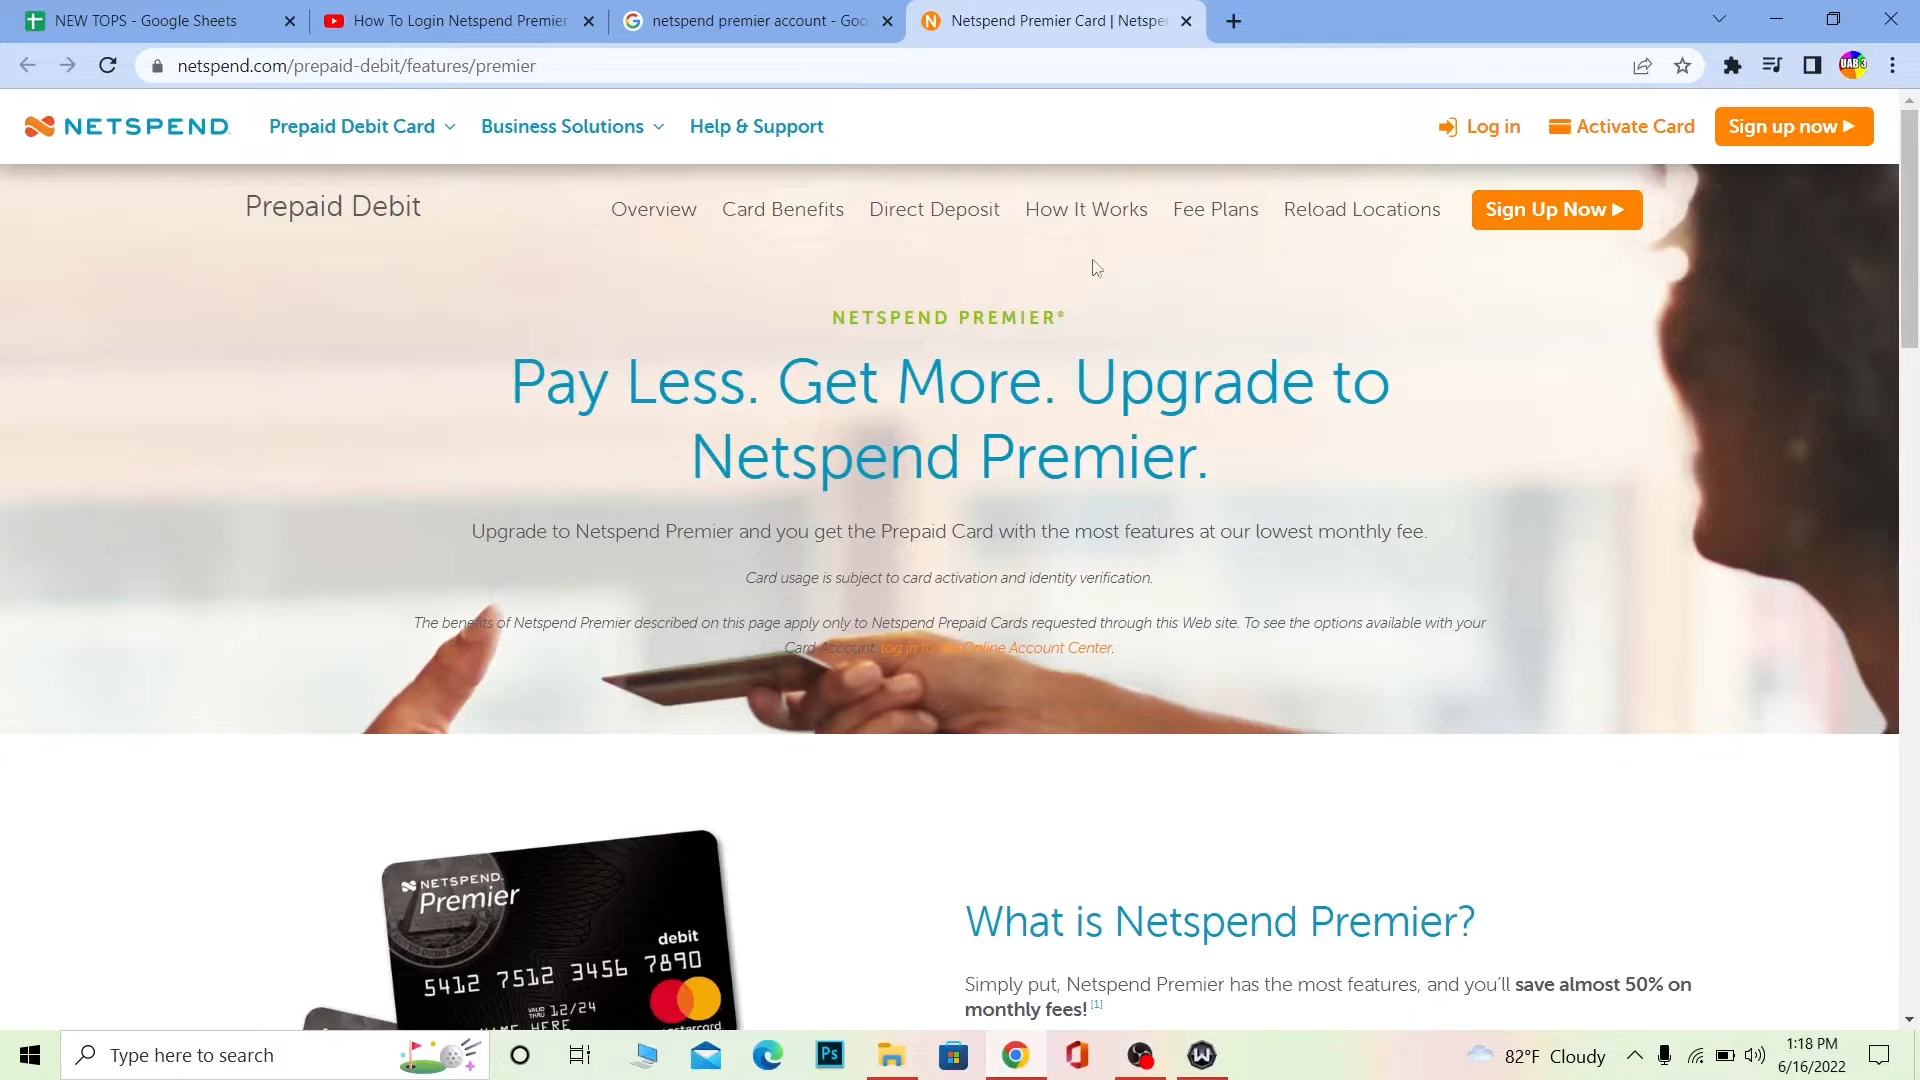 NEW TOPS - Google Sheets
How To Login Netspend Premier
netspend premier account - Goo
Netspend Premier Card | Netspe
netspend.com/prepaid-debit/features/premier
UAB 3
NETSPEND
Prepaid Debit Card
Business Solutions
Help & Support
Log in
Activate Card
Sign up now
Prepaid Debit
Overview
Card Benefits
Direct Deposit
How It Works
Fee Plans
Reload Locations
Sign Up Now
NETSPEND PREMIER®
Pay Less. Get More. Upgrade to
Netspend Premier.
Upgrade to Netspend Premier and you get the Prepaid Card with the most features at our lowest monthly fee.
Card usage is subject to card activation and identity verification.
The benefits of Netspend Premier described on this page apply only to Netspend Prepaid Cards requested through this Web site. To see the options available with your
Card Account, log in to the Online Account Center.
NETSPEND
Premier
debit
5412 7512 3456 7890
VALID THRU 12/24
NAME HERE
mastercard
What is Netspend Premier?
Simply put, Netspend Premier has the most features, and you'll save almost 50% on
monthly fees! [1]
Type here to search
Ps
82°F Cloudy
1:18 PM
6/16/2022